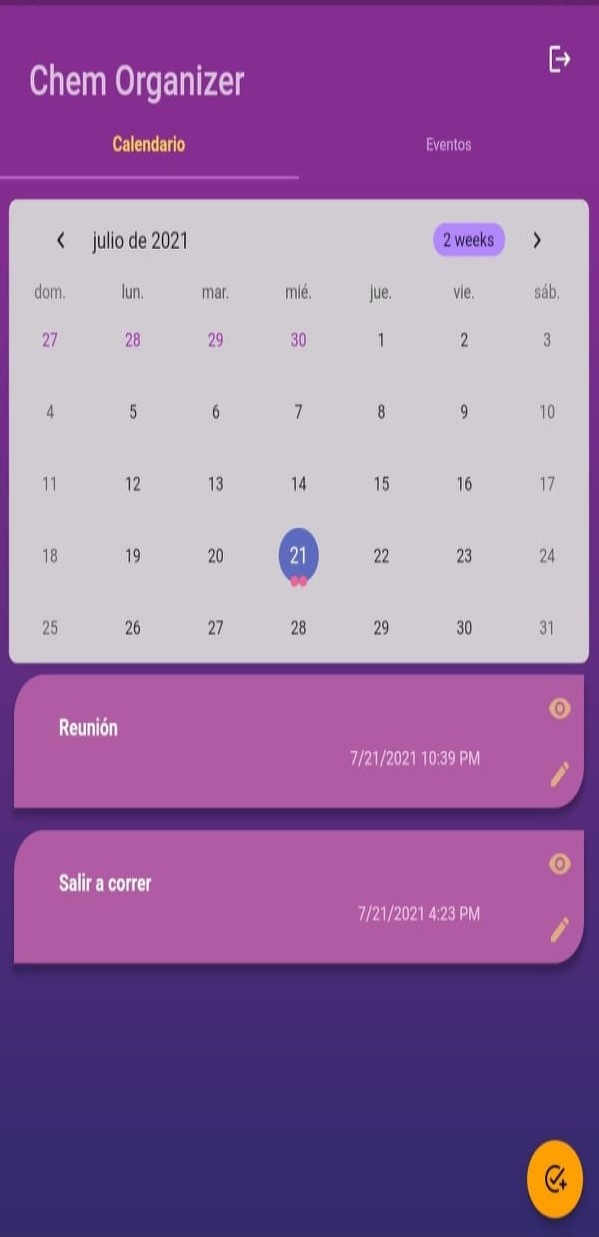 Chem Organizer
Calendario Eventos
julio de 2021 2 weeks
dom. lun. mar. mié. jue. vie. sáb.
27 28 29 30 1 2 3
4 5 6 7 8 9 10
11 12 13 14 15 16 17
18 19 20 21 22 23 24
25 26 27 28 29 30 31
Reunión
7/21/2021 10:39 PM
Salir a correr
7/21/2021 4:23 PM